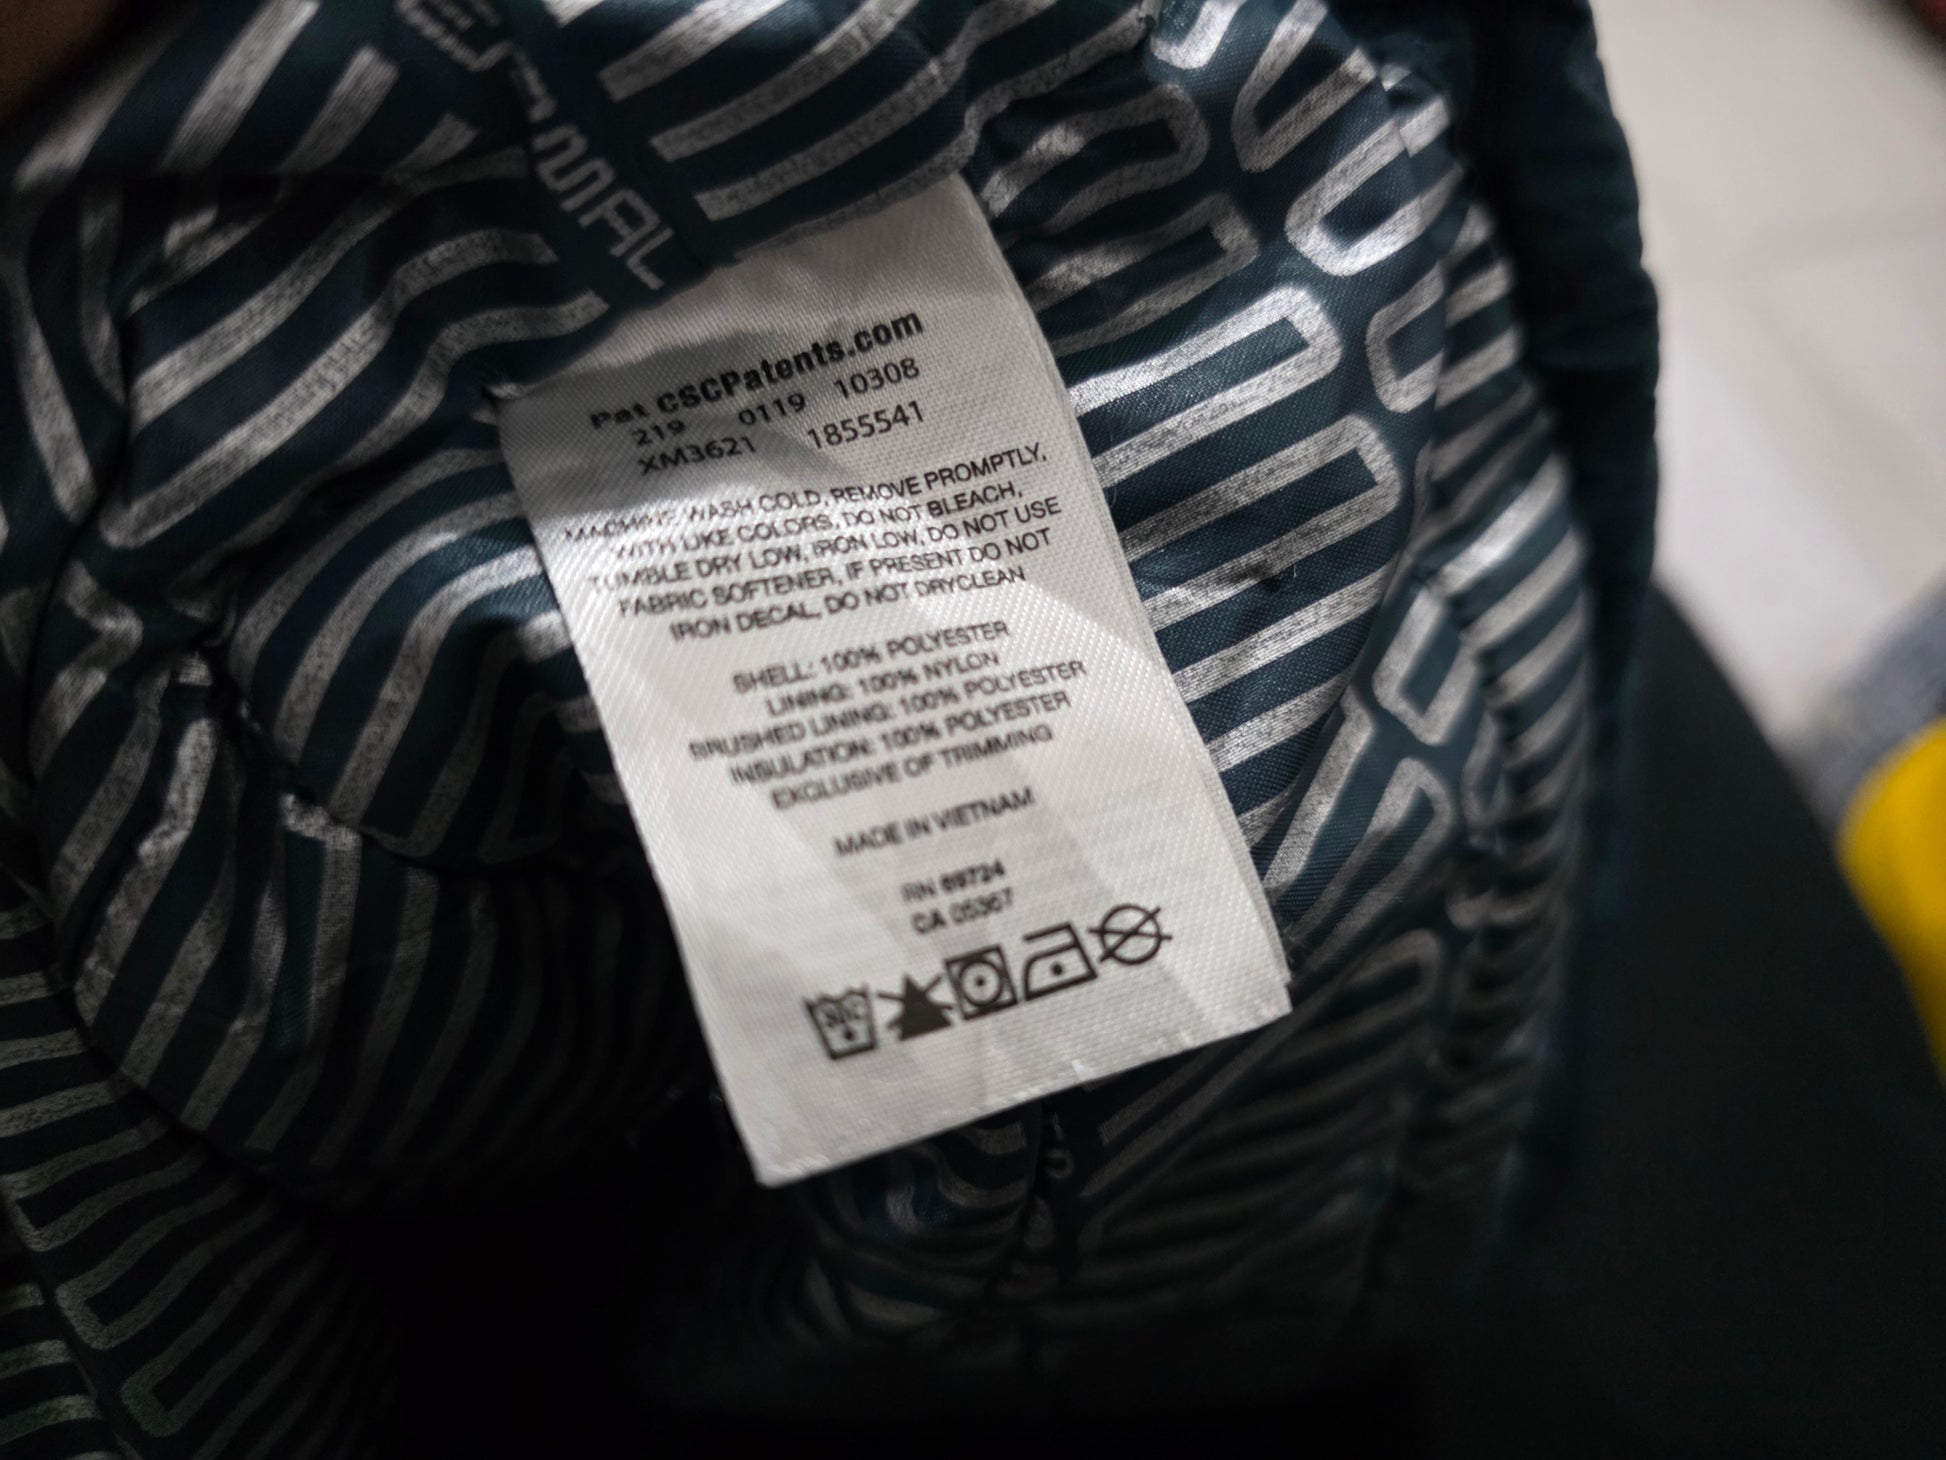 Pat CSCPatents.com
219 0119 10308
XM3621 1855541
MACHINE WASH COLD, REMOVE PROMPTLY,
WITH LIKE COLORS, DO NOT BLEACH,
TUMBLE DRY LOW, IRON LOW, DO NOT USE
FABRIC SOFTENER, IF PRESENT DO NOT
IRON DECAL, DO NOT DRYCLEAN
SHELL: 100% POLYESTER
LINING: 100% NYLON
BRUSHED LINING: 100% POLYESTER
INSULATION: 100% POLYESTER
EXCLUSIVE OF TRIMMING
MADE IN VIETNAM
RN 69724
CA 05367
30C